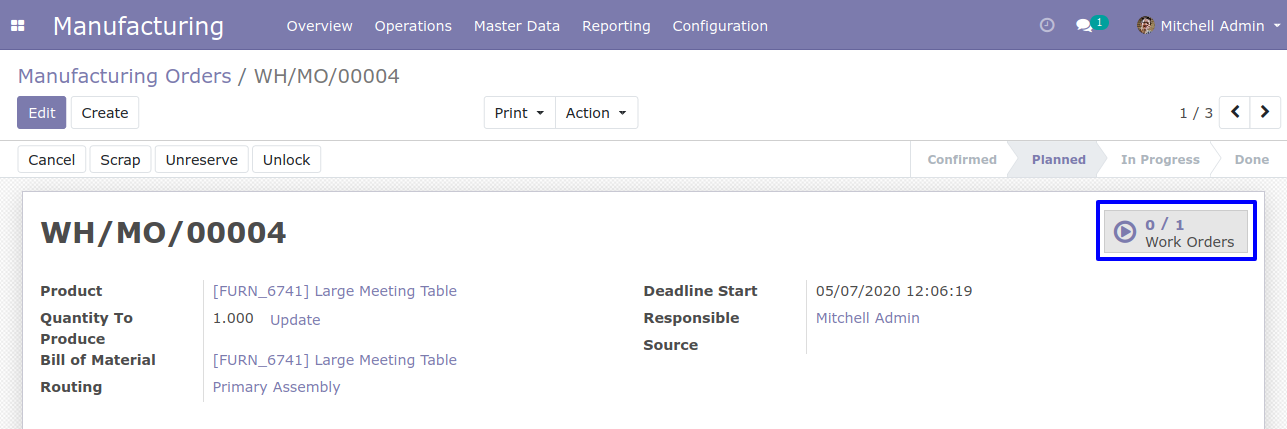 Manufacturing Overview Operations Master Data Reporting Configuration 1 Mitchell Admin
Manufacturing Orders / WH/MO/00004
Edit Create Print Action 1 / 3
Cancel Scrap Unreserve Unlock Confirmed Planned In Progress Done
WH/MO/00004
0 / 1
Work Orders
Product [FURN_6741] Large Meeting Table Deadline Start 05/07/2020 12:06:19
Quantity To 1.000 Update Responsible Mitchell Admin
Produce Source
Bill of Material [FURN_6741] Large Meeting Table
Routing Primary Assembly